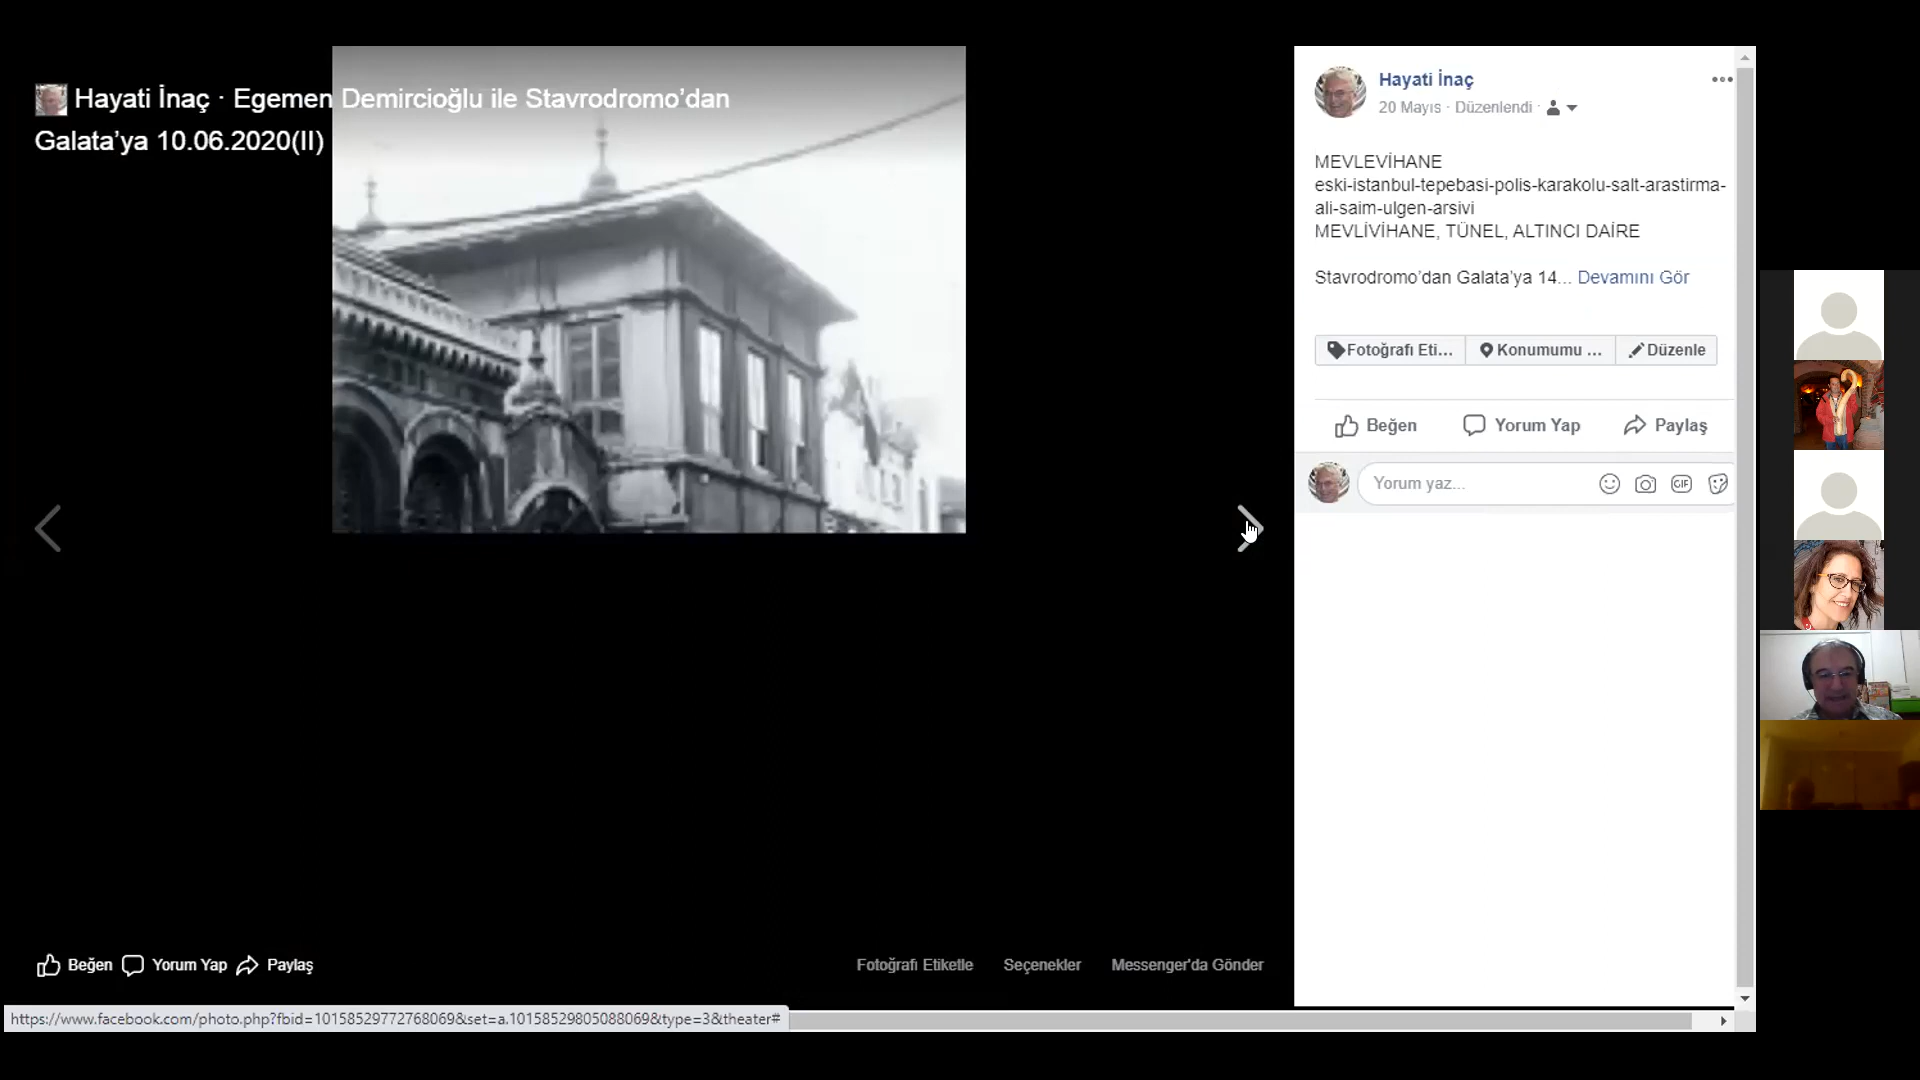 Hayati İnaç · Egemen Demircioğlu ile Stavrodromo’dan
Galata’ya 10.06.2020(II)
Hayati İnaç
20 Mayıs · Düzenlendi ·
MEVLEVİHANE
eski-istanbul-tepebasi-polis-karakolu-salt-arastirma-
ali-saim-ulgen-arsivi
MEVLİVİHANE, TÜNEL, ALTINCI DAİRE
Stavrodromo’dan Galata’ya 14... Devamını Gör
Fotoğrafı Eti... Konumumu ... Düzenle
Beğen Yorum Yap Paylaş
Yorum yaz...
GIF
Beğen Yorum Yap Paylaş
Fotoğrafı Etiketle Seçenekler Messenger'da Gönder
https://www.facebook.com/photo.php?fbid=10158529772768069&set=a.10158529805088069&type=3&theater#